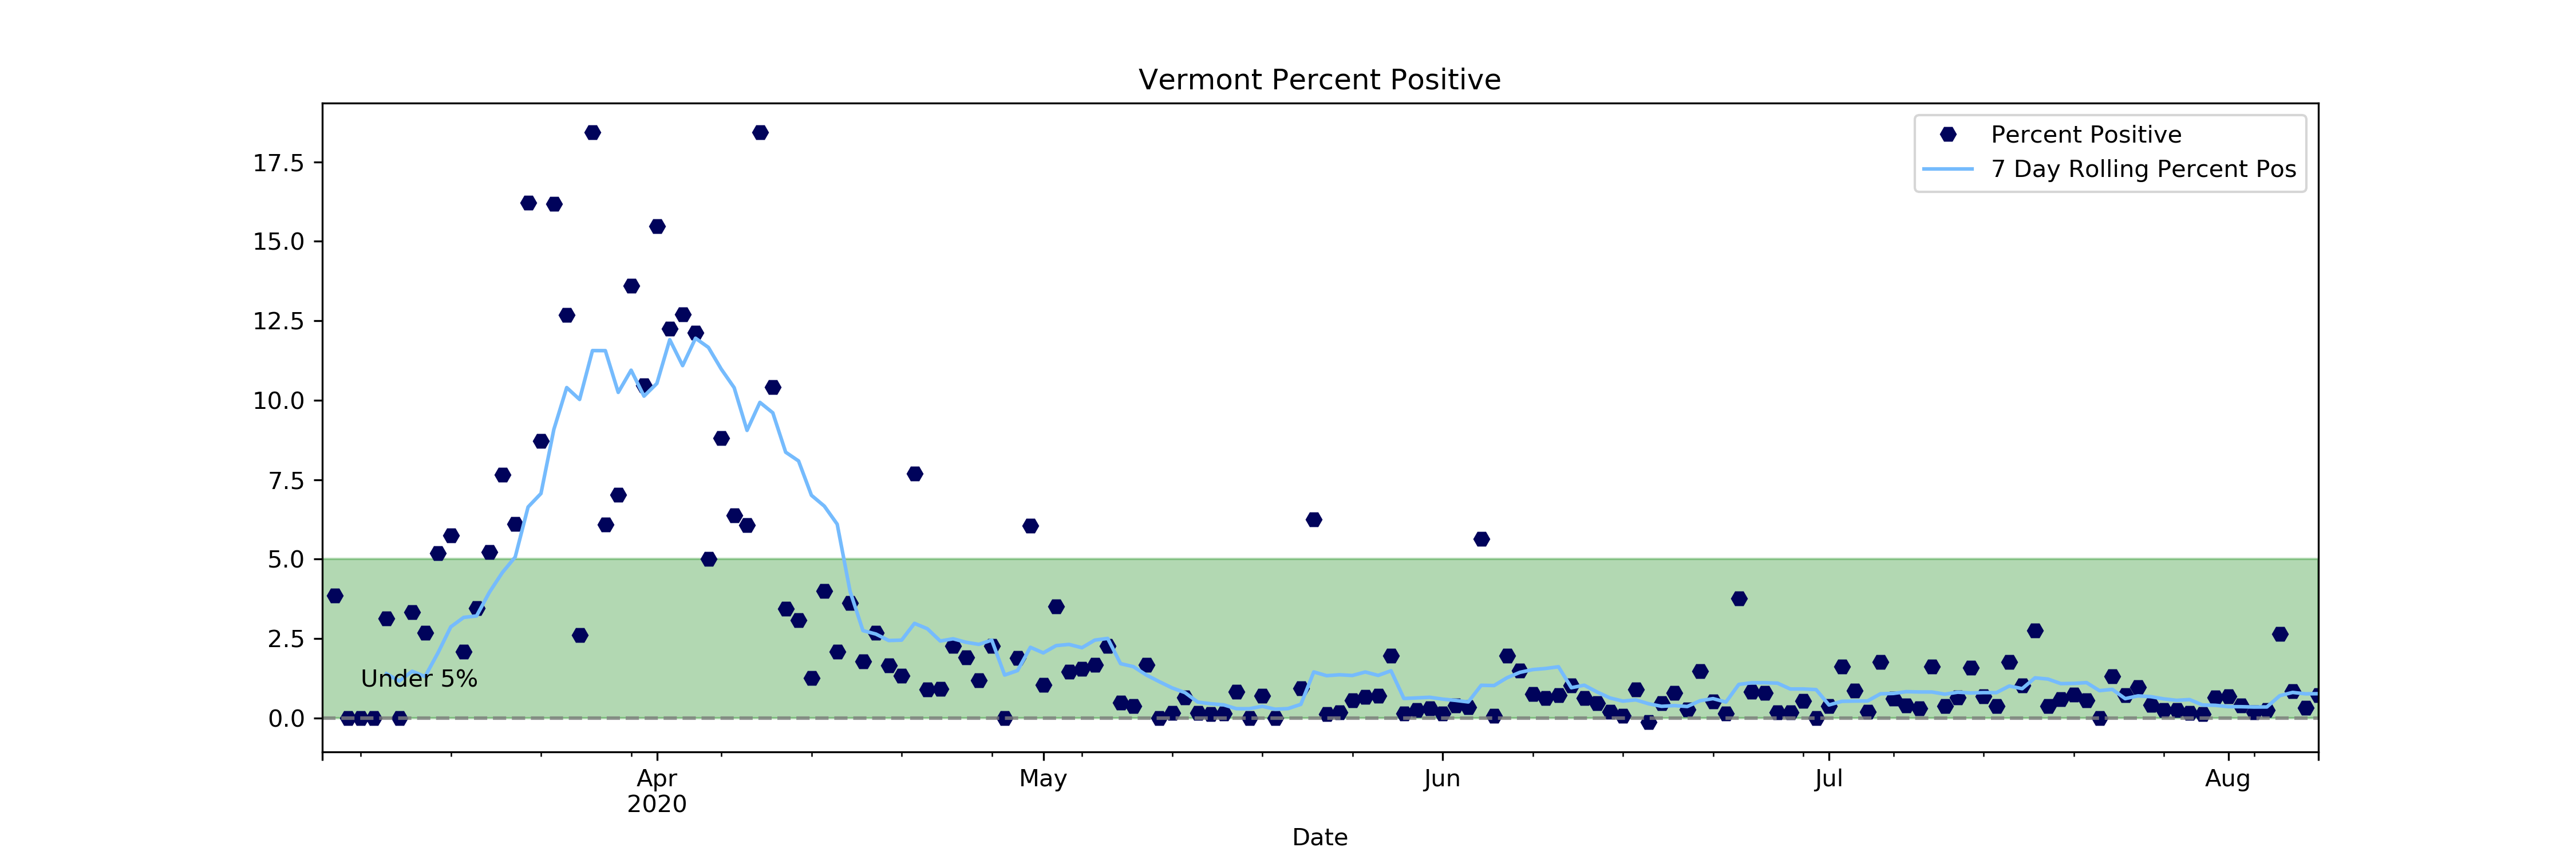 Vermont Percent Positive
Percent Positive
7 Day Rolling Percent Pos
17.5
15.0
12.5
10.0
7.5
5.0
2.5
0.0
Under 5%
Apr
2020
May
Jun
Jul
Aug
Date